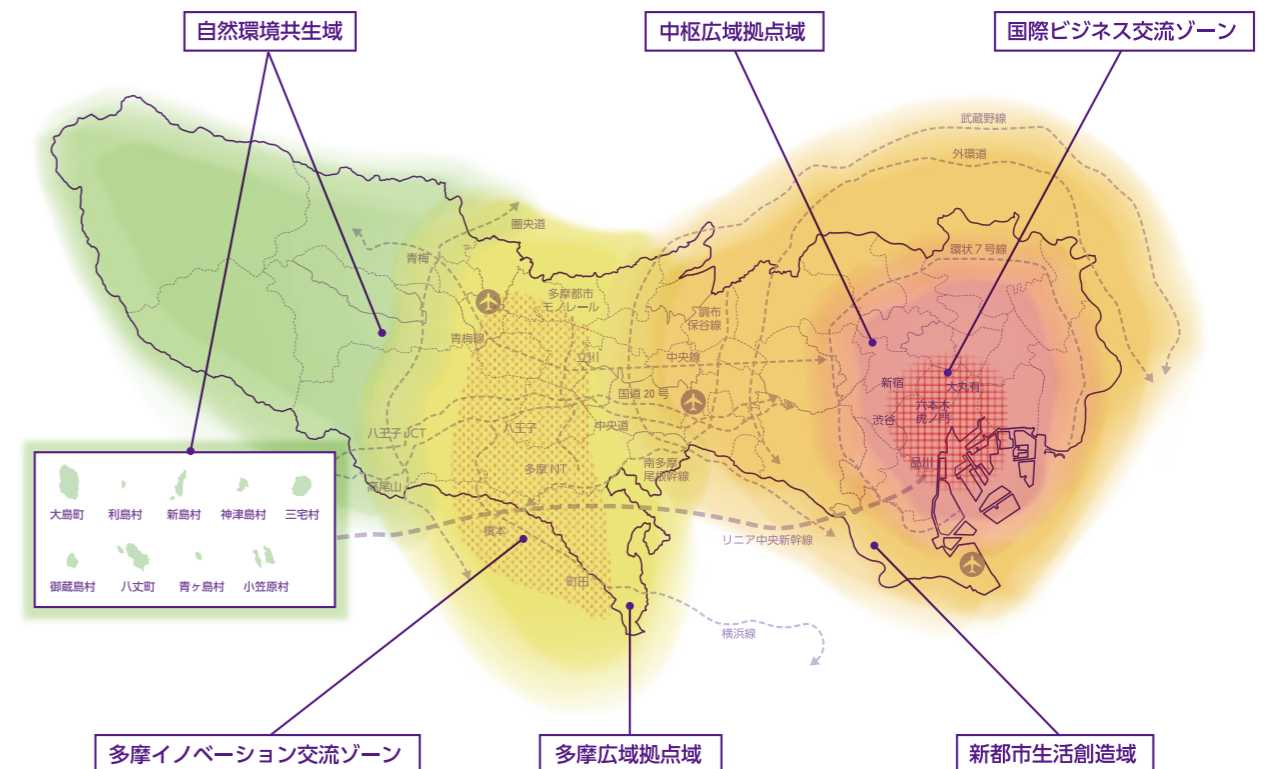 自然環境共生域
中枢広域拠点域
国際ビジネス交流ゾーン
武蔵野線
外環道
圏央道
環状７号線
青梅
多摩都市
モノレール
調布
保谷線
青梅線
立川
中央線
新宿
大丸有
国道 20 号
六本木
虎ノ門
渋谷
八王子 JCT
八王子
中央道
品川
多摩 NT
南多摩
尾根幹線
高尾山
大島町
利島村
新島村
神津島村
三宅村
橋本
リニア中央新幹線
御蔵島村
八丈町
青ヶ島村
小笠原村
町田
横浜線
多摩イノベーション交流ゾーン
多摩広域拠点域
新都市生活創造域